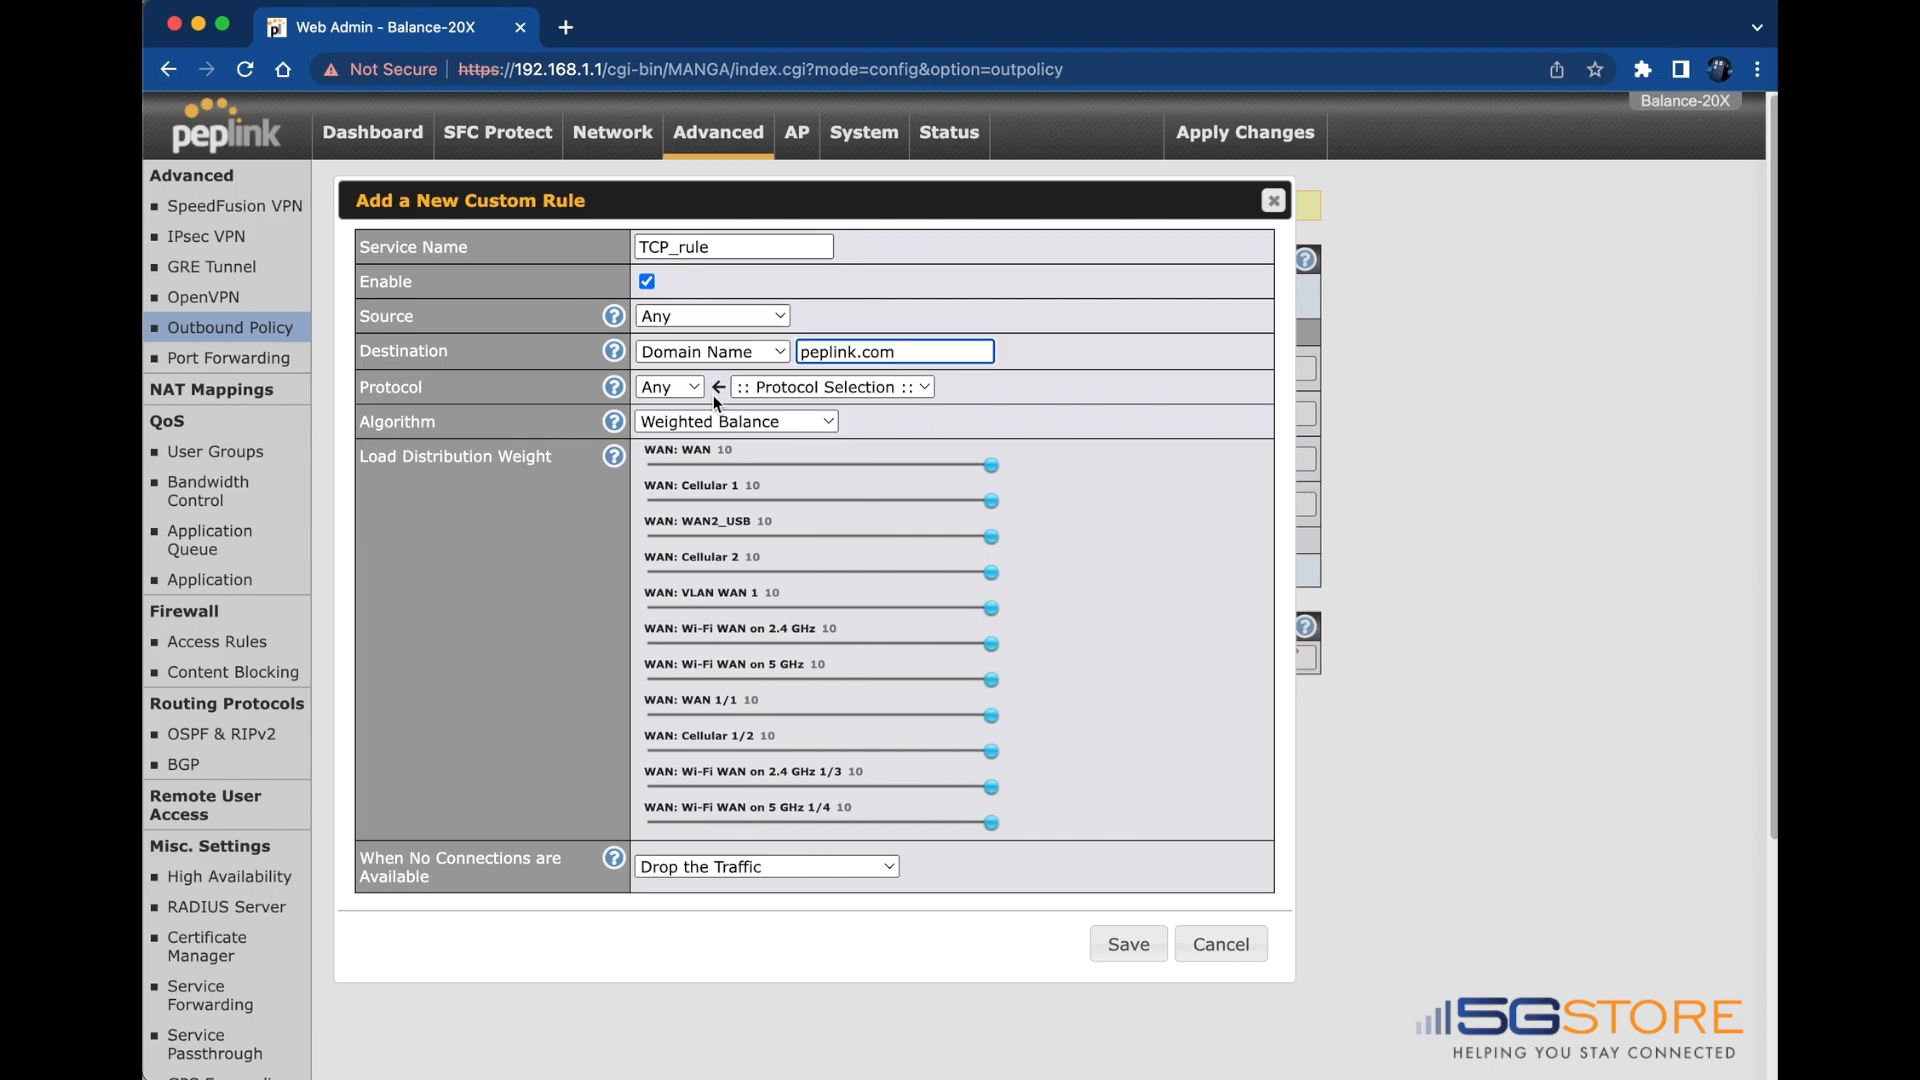 Web Admin - Balance-20X
Not Secure
https://192.168.1.1/cgi-bin/MANGA/index.cgi?mode=config&option=outpolicy
Balance-20X
peplink
Dashboard
SFC Protect
Network
Advanced
AP
System
Status
Apply Changes
Advanced
SpeedFusion VPN
IPsec VPN
GRE Tunnel
OpenVPN
Outbound Policy
Port Forwarding
NAT Mappings
QoS
User Groups
Bandwidth
Control
Application
Queue
Application
Firewall
Access Rules
Content Blocking
Routing Protocols
OSPF & RIPv2
BGP
Remote User
Access
Misc. Settings
High Availability
RADIUS Server
Certificate
Manager
Service
Forwarding
Service
Passthrough
Add a New Custom Rule
Service Name
TCP_rule
Enable
Source
Any
Destination
Domain Name
peplink.com
Protocol
Any
:: Protocol Selection ::
Algorithm
Weighted Balance
Load Distribution Weight
WAN: WAN 10
WAN: Cellular 1 10
WAN: WAN2_USB 10
WAN: Cellular 2 10
WAN: VLAN WAN 1 10
WAN: Wi-Fi WAN on 2.4 GHz 10
WAN: Wi-Fi WAN on 5 GHz 10
WAN: WAN 1/1 10
WAN: Cellular 1/2 10
WAN: Wi-Fi WAN on 2.4 GHz 1/3 10
WAN: Wi-Fi WAN on 5 GHz 1/4 10
When No Connections are
Available
Drop the Traffic
Save
Cancel
5GSTORE
HELPING YOU STAY CONNECTED